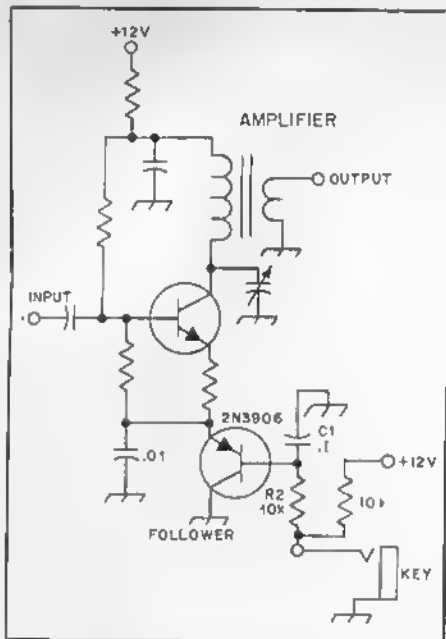 +12V
AMPLIFIER
OUTPUT
INPUT
2N3906
C1
.1
+12V
.01
R2
10K
10k
FOLLOWER
KEY